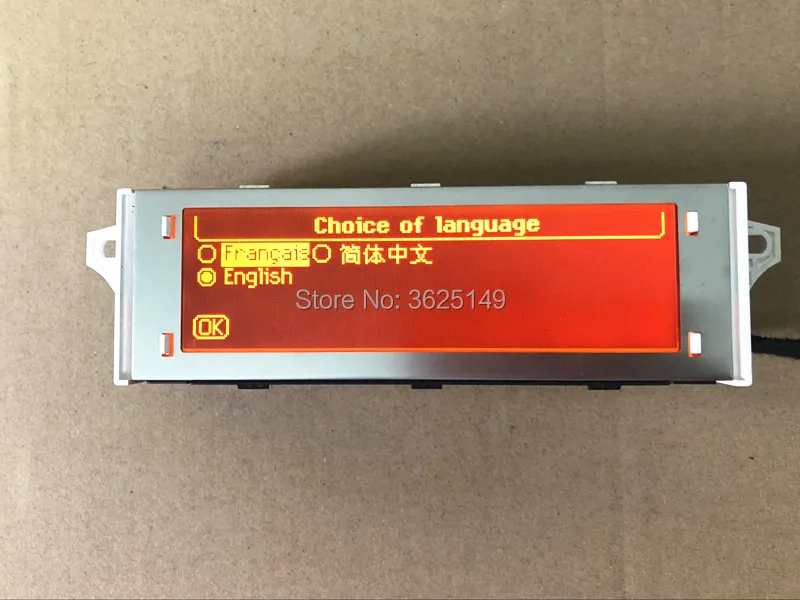 Choice of language
Français 简体中文
English
Store No: 3625149
OK